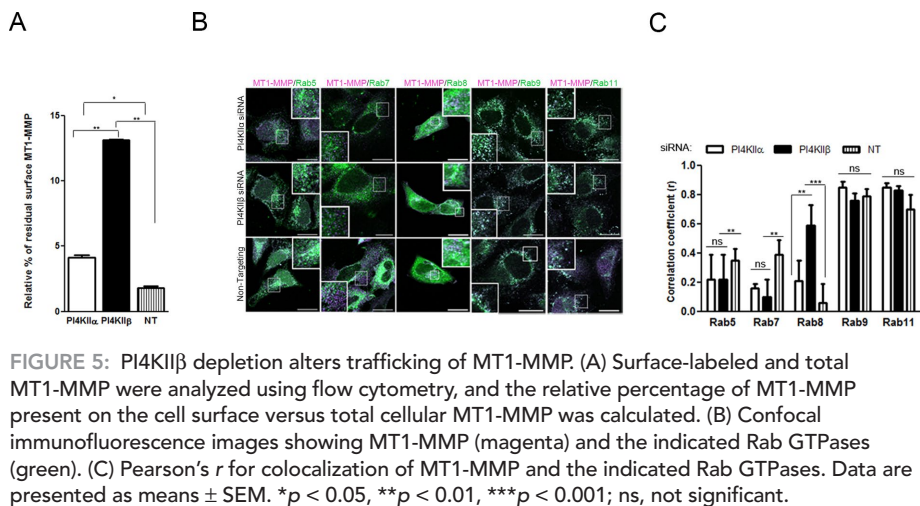 A
B
C
MT1-MMP/Rab5 MT1-MMP/Rab7 MT1-MMP/Rab8 MT1-MMP/Rab9 MT1-MMP/Rab11
PI4KIIα siRNA
PI4KIIβ siRNA
Non-Targeting
Relative % of residual surface MT1-MMP
15
10
5
0
*
** **
PI4KIIα PI4KIIβ NT
siRNA: PI4KIIα PI4KIIβ NT
Correlation coefficient (r)
1.0
0.8
0.6
0.4
0.2
0.0
ns ** ns ** ** *** ns ns
Rab5 Rab7 Rab8 Rab9 Rab11
FIGURE 5: PI4KIIβ depletion alters trafficking of MT1-MMP. (A) Surface-labeled and total
MT1-MMP were analyzed using flow cytometry, and the relative percentage of MT1-MMP
present on the cell surface versus total cellular MT1-MMP was calculated. (B) Confocal
immunofluorescence images showing MT1-MMP (magenta) and the indicated Rab GTPases
(green). (C) Pearson's r for colocalization of MT1-MMP and the indicated Rab GTPases. Data are
presented as means ± SEM. *p < 0.05, **p < 0.01, ***p < 0.001; ns, not significant.